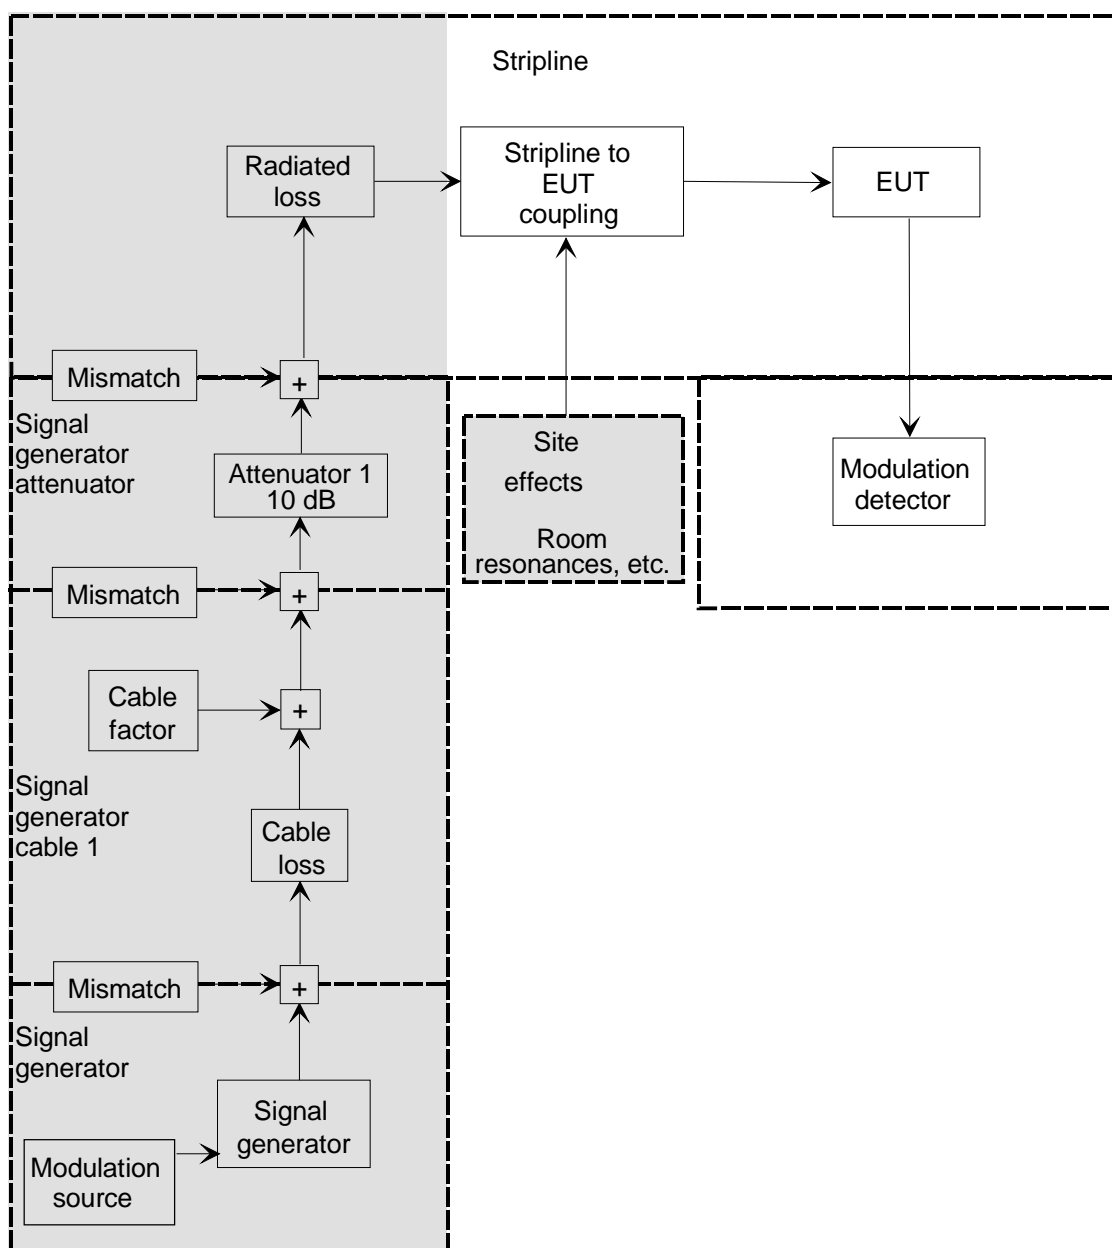 Stripline
Radiated
loss
Stripline to
EUT
coupling
EUT
Mismatch
+
Signal
generator
attenuator
Attenuator 1
10 dB
Site
effects
Room
resonances, etc.
Modulation
detector
Mismatch
+
Cable
factor
+
Signal
generator
cable 1
Cable
loss
Mismatch
+
Signal
generator
Signal
generator
Modulation
source